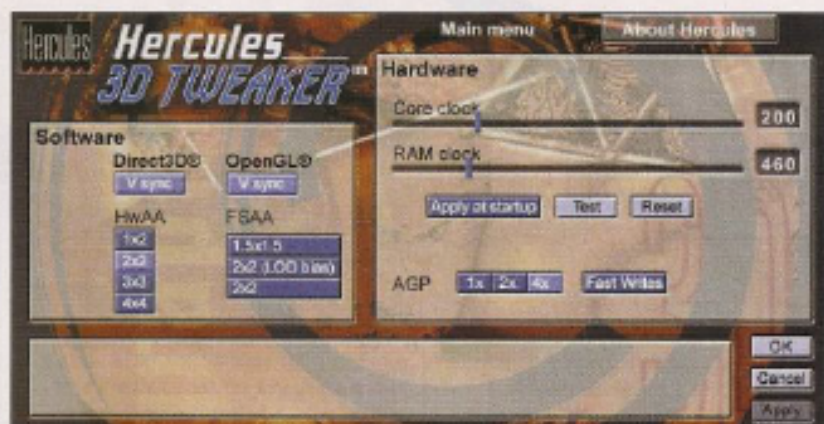 Hercules
Hercules
3D TWEAKER™
Main menu
About Hercules
Software
Direct3D®
OpenGL®
V sync
V sync
HwAA
FSAA
1x2
2x2
3x3
4x4
1.5x1.5
2x2 (LOD bias)
2x2
Hardware
Core clock
200
RAM clock
460
Apply at startup
Test
Reset
AGP
1x
2x
4x
Fast Writes
OK
Cancel
Apply